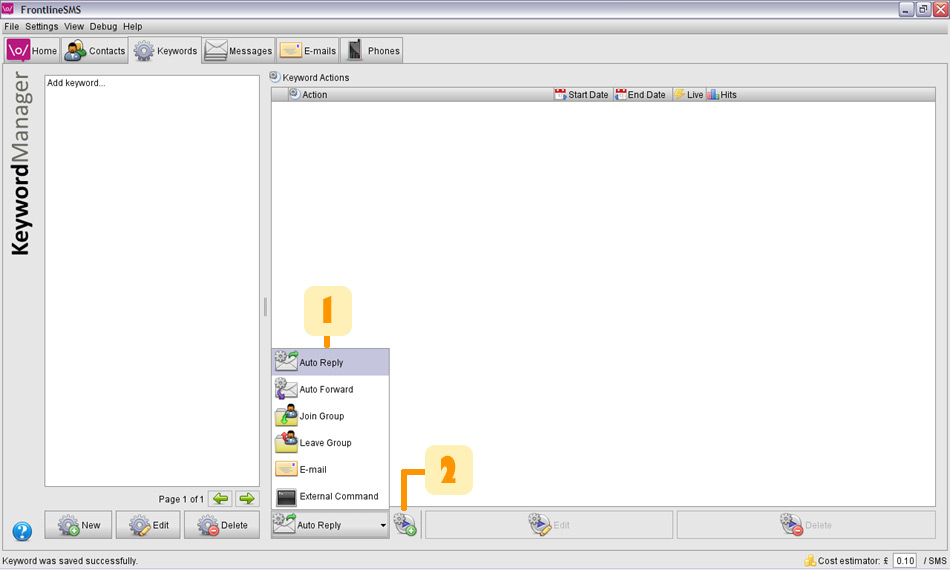 FrontlineSMS
File Settings View Debug Help
\o/ Home Contacts Keywords Messages E-mails Phones
KeywordManager
Add keyword...
Keyword Actions
Action Start Date End Date Live Hits
1
Auto Reply
Auto Forward
Join Group
Leave Group
E-mail
External Command
2
Page 1 of 1
New Edit Delete
Auto Reply
Edit
Delete
Keyword was saved successfully.
Cost estimator: £ 0.10 / SMS